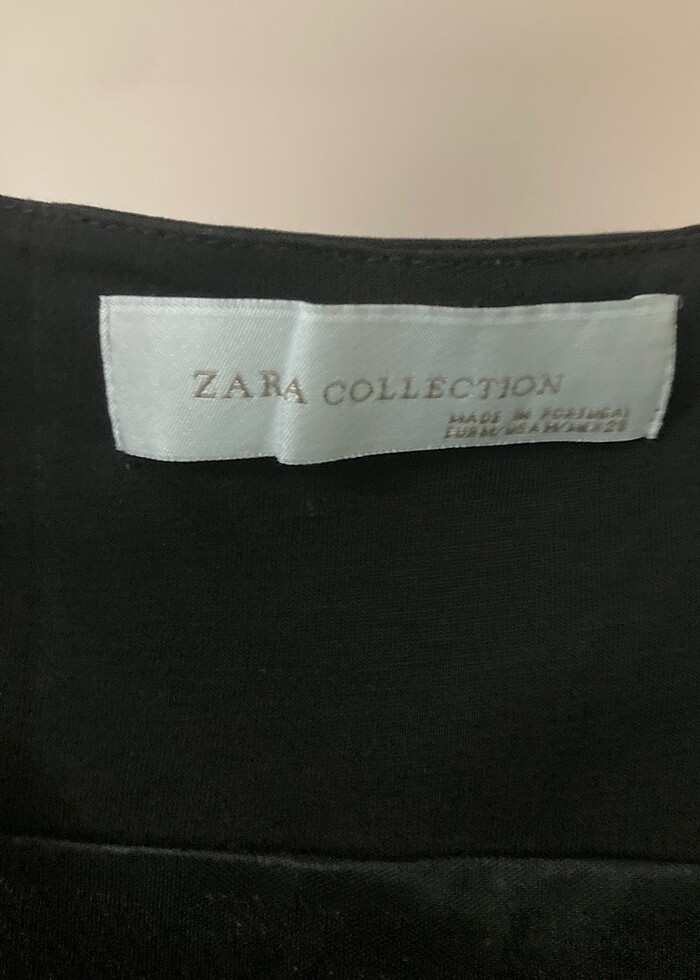 ZARA COLLECTION
MADE IN PORTUGAL
EUR M/USA M/MEX 28